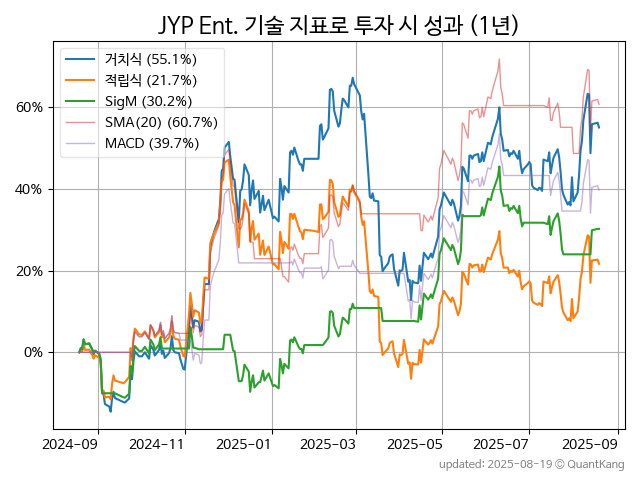 JYP Ent. 기술 지표로 투자 시 성과 (1년)
거치식 (55.1%)
적립식 (21.7%)
SigM (30.2%)
SMA(20) (60.7%)
MACD (39.7%)
60%
40%
20%
0%
2024-09 2024-11 2025-01 2025-03 2025-05 2025-07 2025-09
updated: 2025-08-19 © QuantKang